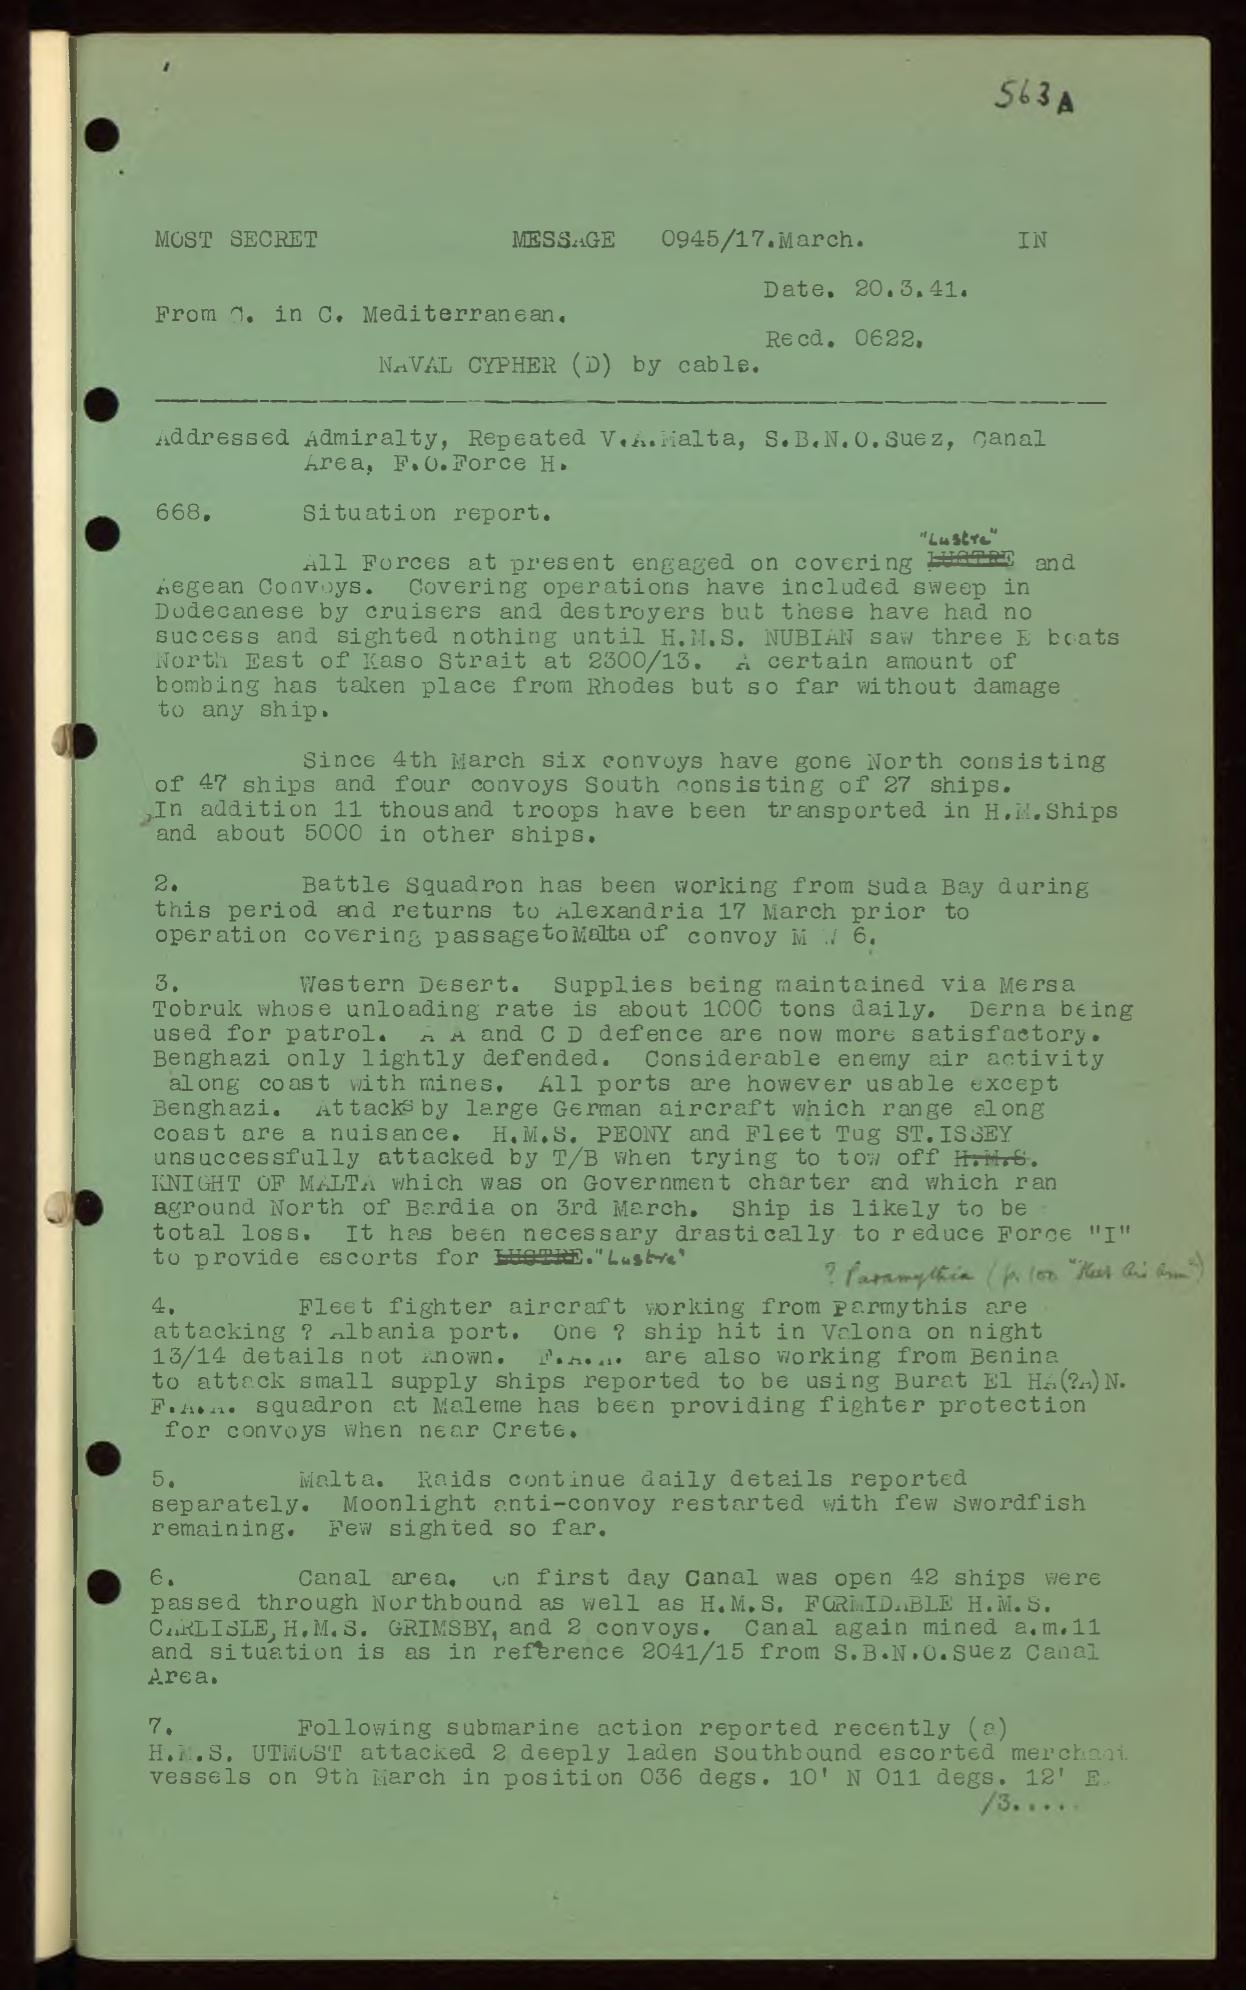 563A
MOST SECRET MESSAGE 0945/17.March. IN
Date. 20.3.41.
From C. in C. Mediterranean.
Recd. 0622.
NAVAL CYPHER (D) by cable.
Addressed Admiralty, Repeated V.A.Malta, S.B.N.O.Suez, Canal
Area, F.O.Force H.
668. Situation report.
"Lustre"
All Forces at present engaged on covering LUSTRE and
Aegean Convoys. Covering operations have included sweep in
Dodecanese by cruisers and destroyers but these have had no
success and sighted nothing until H.M.S. NUBIAN saw three E boats
North East of Kaso Strait at 2300/13. A certain amount of
bombing has taken place from Rhodes but so far without damage
to any ship.
Since 4th March six convoys have gone North consisting
of 47 ships and four convoys South consisting of 27 ships.
In addition 11 thousand troops have been transported in H.M.Ships
and about 5000 in other ships.
2. Battle Squadron has been working from Suda Bay during
this period and returns to Alexandria 17 March prior to
operation covering passage to Malta of convoy M W 6.
3. Western Desert. Supplies being maintained via Mersa
Tobruk whose unloading rate is about 1000 tons daily. Derna being
used for patrol. A A and C D defence are now more satisfactory.
Benghazi only lightly defended. Considerable enemy air activity
along coast with mines. All ports are however usable except
Benghazi. Attacks by large German aircraft which range along
coast are a nuisance. H.M.S. PEONY and Fleet Tug ST.ISSEY
unsuccessfully attacked by T/B when trying to tow off H.M.S.
KNIGHT OF MALTA which was on Government charter and which ran
aground North of Bardia on 3rd March. Ship is likely to be
total loss. It has been necessary drastically to reduce Force "I"
to provide escorts for LUSTRE. "Lustre"
? Paramythia (p. 100 "Fleet Air Arm")
4. Fleet fighter aircraft working from Parmythis are
attacking ? Albania port. One ? ship hit in Valona on night
13/14 details not known. F.A.A. are also working from Benina
to attack small supply ships reported to be using Burat El HA(?A)N.
F.A.A. squadron at Maleme has been providing fighter protection
for convoys when near Crete.
5. Malta. Raids continue daily details reported
separately. Moonlight anti-convoy restarted with few Swordfish
remaining. Few sighted so far.
6. Canal area. On first day Canal was open 42 ships were
passed through Northbound as well as H.M.S. FORMIDABLE H.M.S.
CARLISLE, H.M.S. GRIMSBY, and 2 convoys. Canal again mined a.m.11
and situation is as in reference 2041/15 from S.B.N.O.Suez Canal
Area.
7. Following submarine action reported recently (a)
H.M.S. UTMOST attacked 2 deeply laden Southbound escorted merchant
vessels on 9th March in position 036 degs. 10' N 011 degs. 12' E.
/3.....